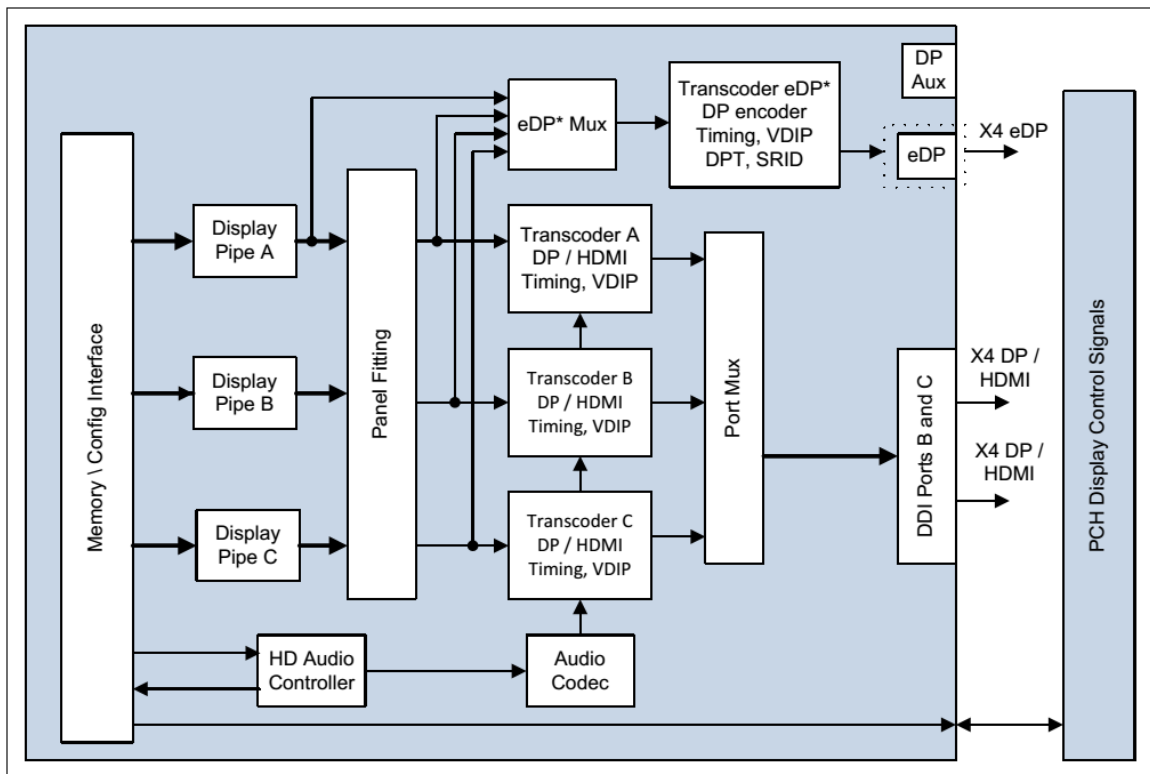 DP
Aux
eDP* Mux
Transcoder eDP*
DP encoder
Timing, VDIP
DPT, SRID
eDP
X4 eDP
Memory \ Config Interface
Display
Pipe A
Display
Pipe B
Display
Pipe C
Panel Fitting
Transcoder A
DP / HDMI
Timing, VDIP
Transcoder B
DP / HDMI
Timing, VDIP
Transcoder C
DP / HDMI
Timing, VDIP
Port Mux
DDI Ports B and C
X4 DP /
HDMI
X4 DP /
HDMI
PCH Display Control Signals
HD Audio
Controller
Audio
Codec